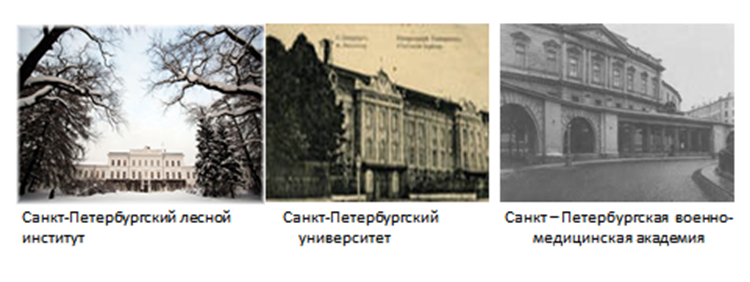 Санкт-Петербургский лесной
институт
Санкт-Петербургский
университет
Санкт – Петербургская военно-
медицинская академия